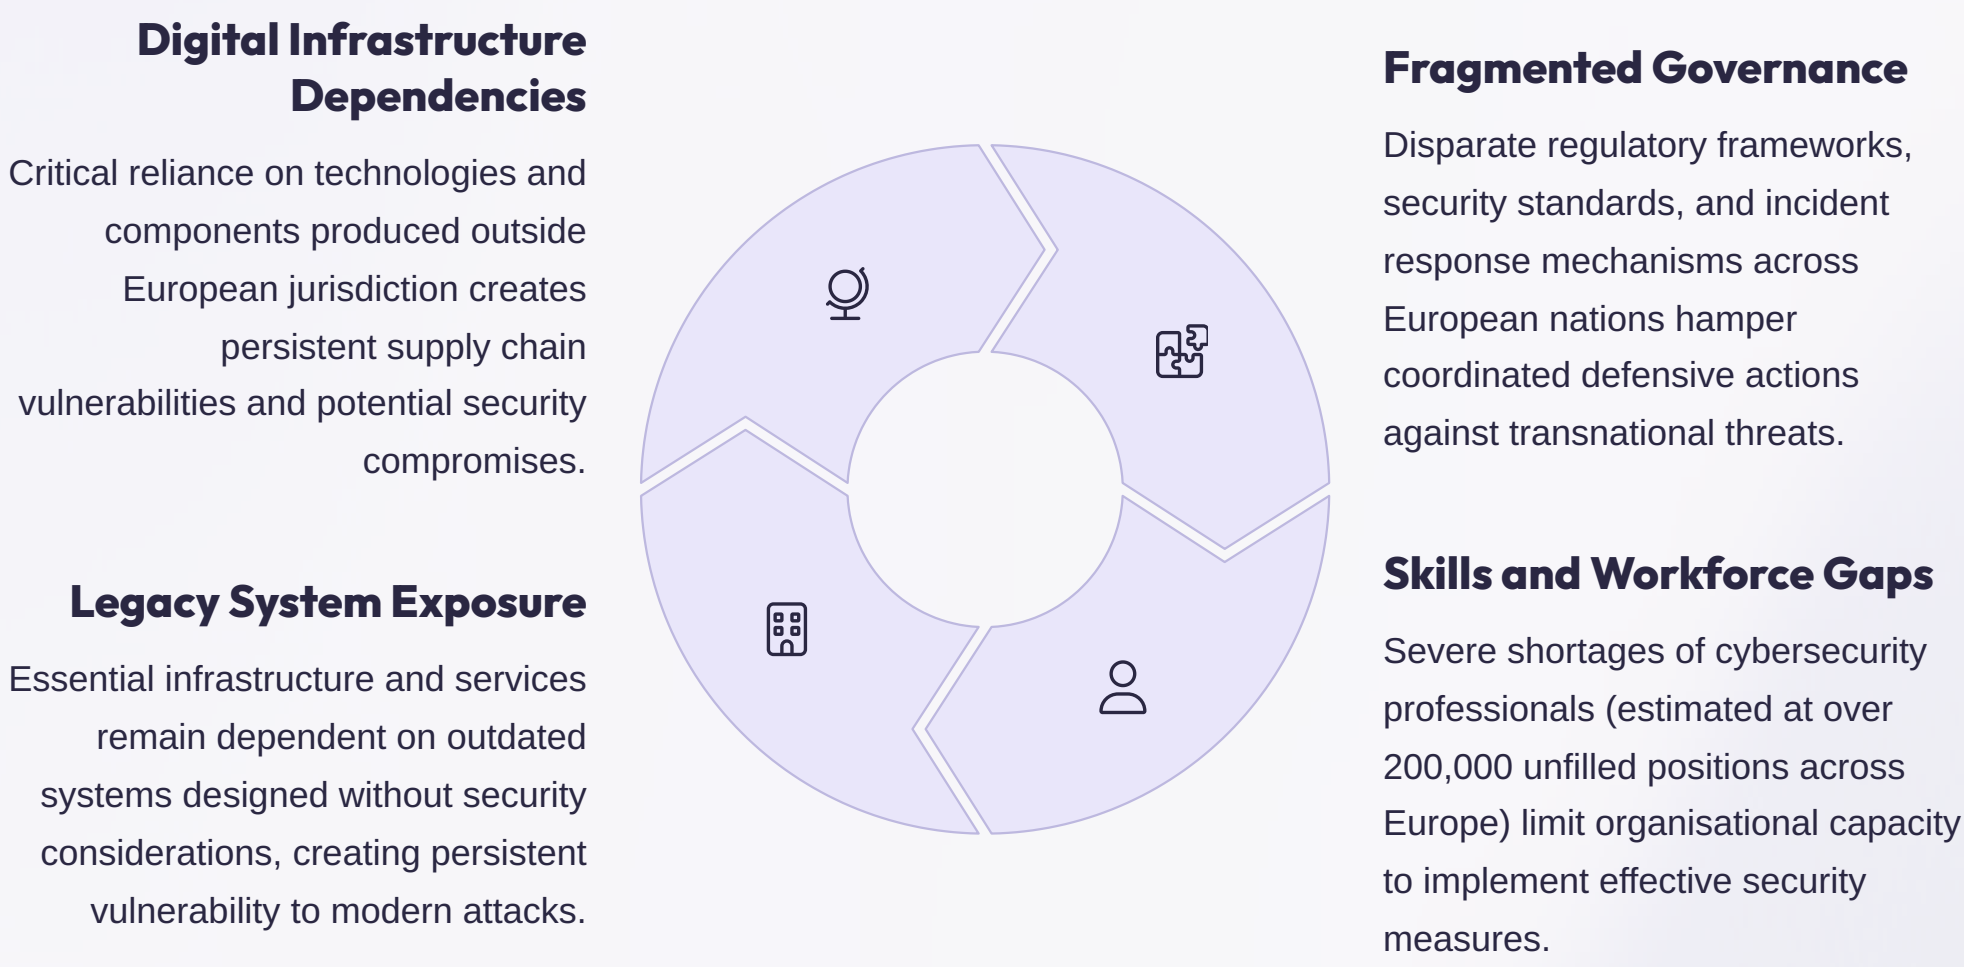 Digital Infrastructure
Dependencies
Critical reliance on technologies and
components produced outside
European jurisdiction creates
persistent supply chain
vulnerabilities and potential security
compromises.
Fragmented Governance
Disparate regulatory frameworks,
security standards, and incident
response mechanisms across
European nations hamper
coordinated defensive actions
against transnational threats.
Legacy System Exposure
Essential infrastructure and services
remain dependent on outdated
systems designed without security
considerations, creating persistent
vulnerability to modern attacks.
Skills and Workforce Gaps
Severe shortages of cybersecurity
professionals (estimated at over
200,000 unfilled positions across
Europe) limit organisational capacity
to implement effective security
measures.